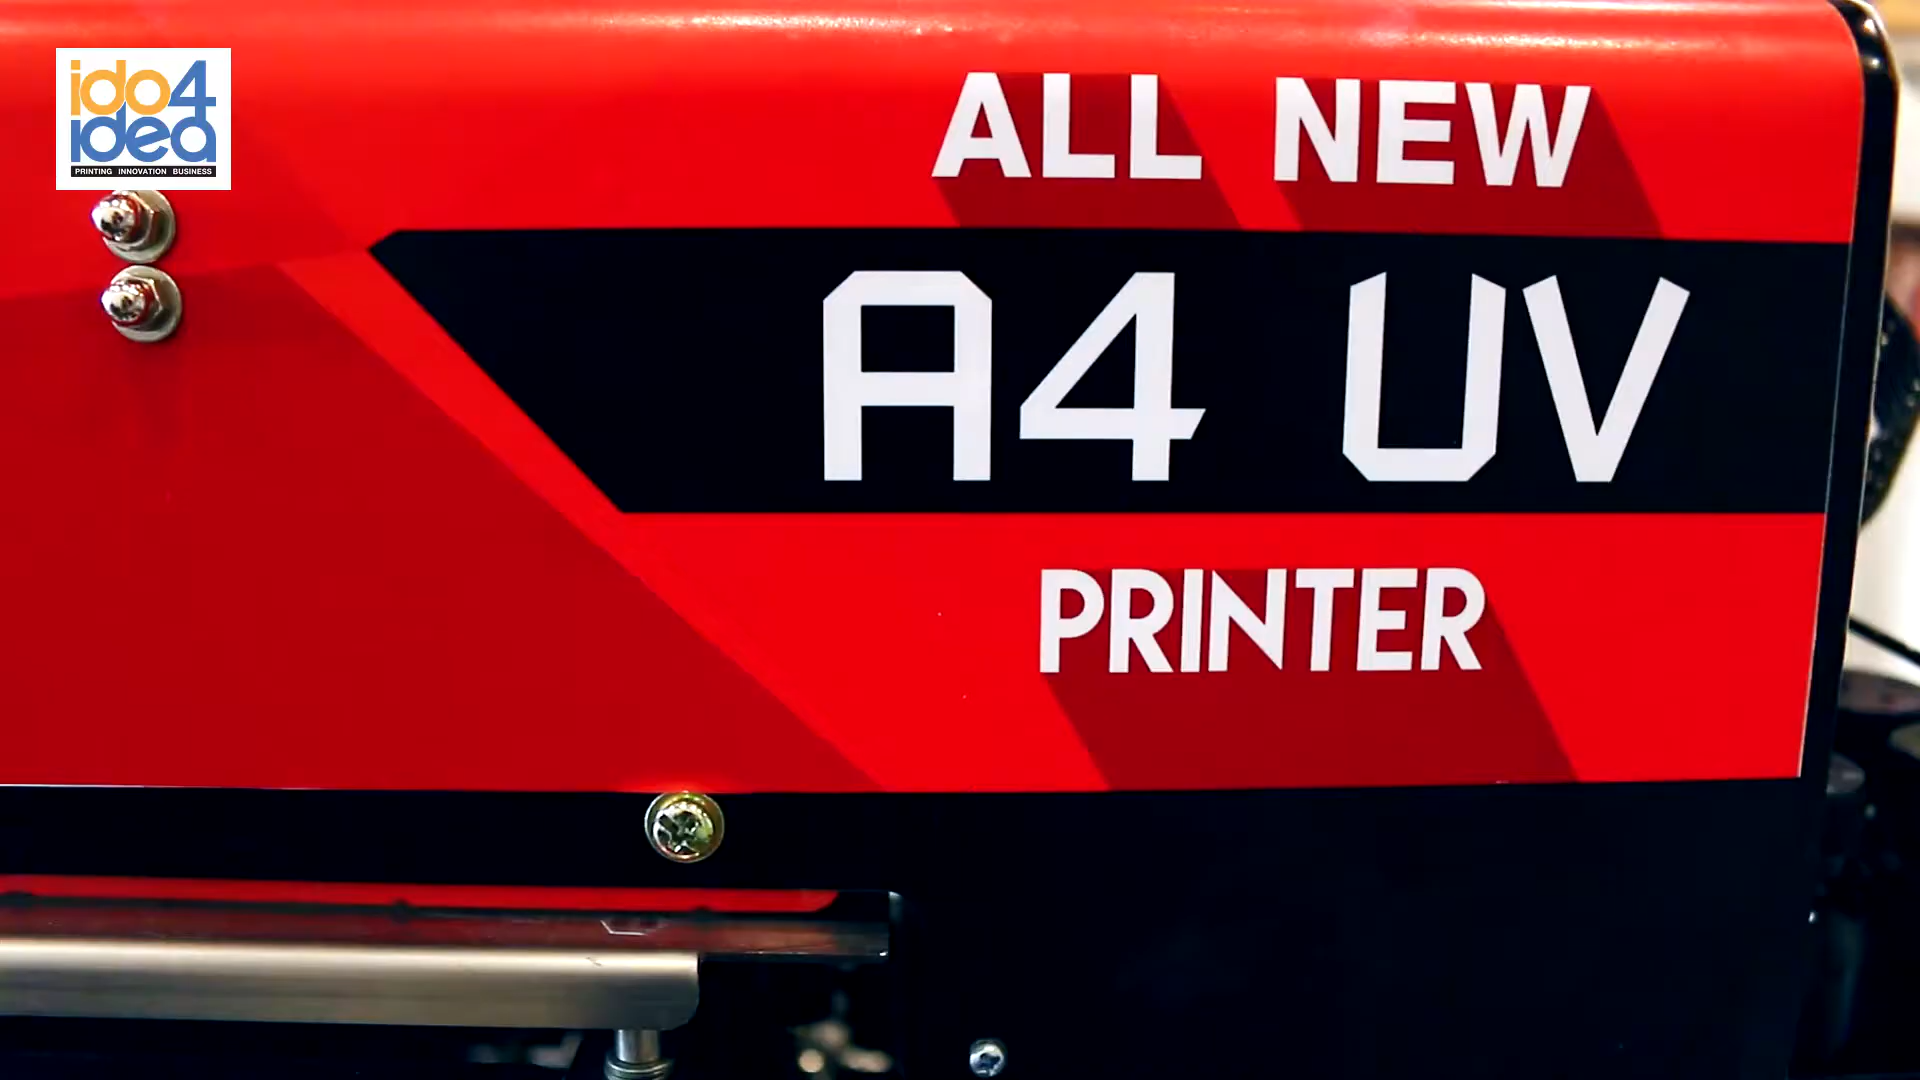 ido4
idea
PRINTING INNOVATION BUSINESS
ALL NEW
A4 UV
PRINTER